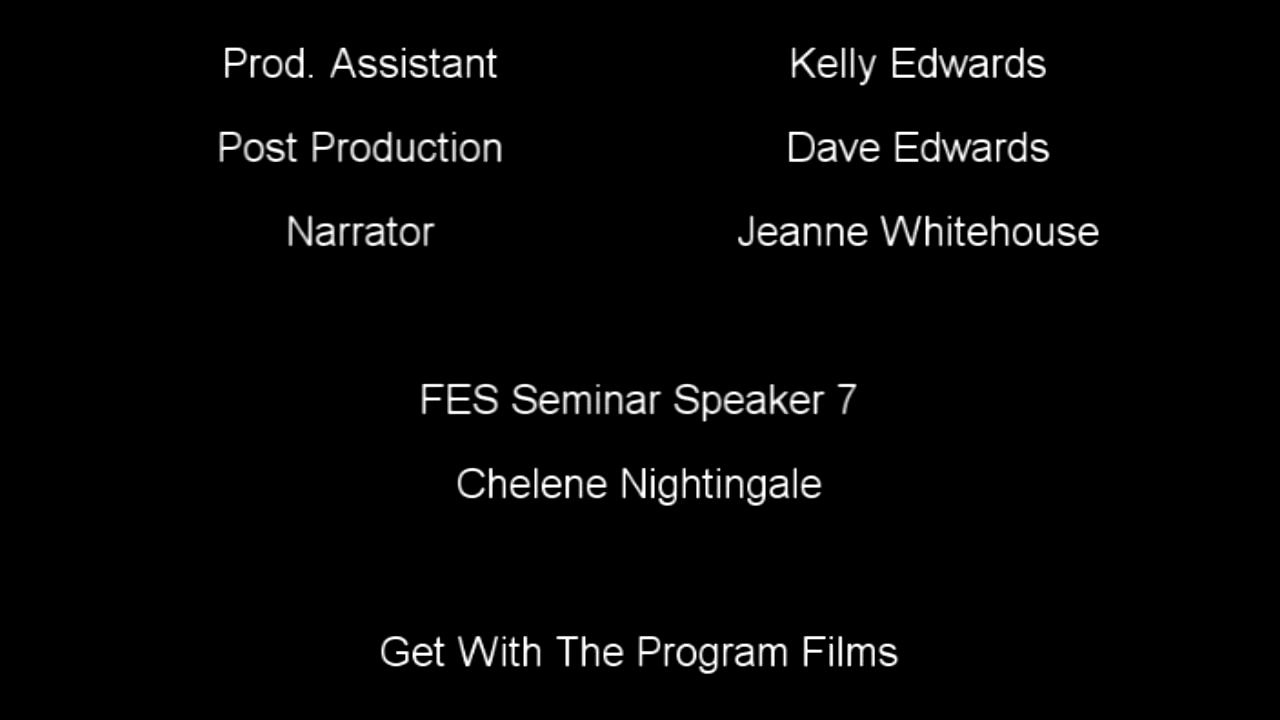 Prod. Assistant Kelly Edwards
Post Production Dave Edwards
Narrator Jeanne Whitehouse
FES Seminar Speaker 7
Chelene Nightingale
Get With The Program Films